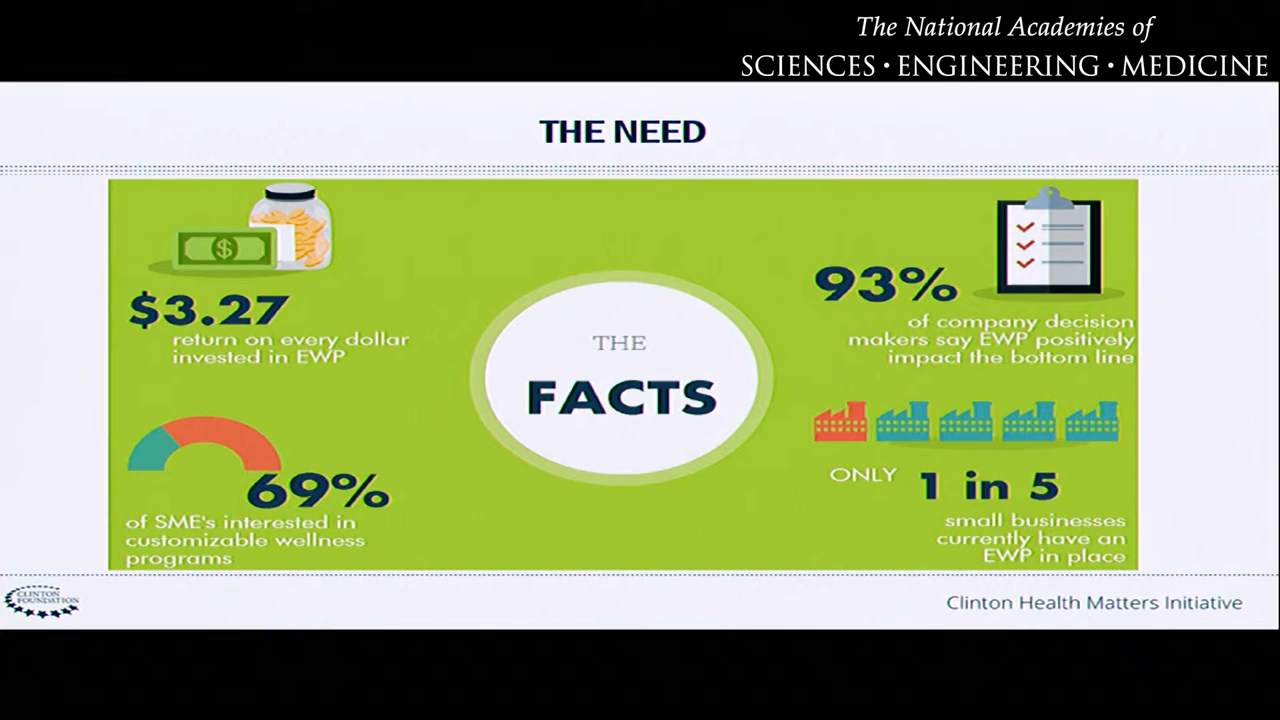 The National Academies of
SCIENCES • ENGINEERING • MEDICINE
THE NEED
$
$3.27
return on every dollar
invested in EWP
93%
of company decision
makers say EWP positively
impact the bottom line
THE
FACTS
69%
of SME's interested in
customizable wellness
programs
ONLY 1 in 5
small businesses
currently have an
EWP in place
CLINTON
FOUNDATION
Clinton Health Matters Initiative